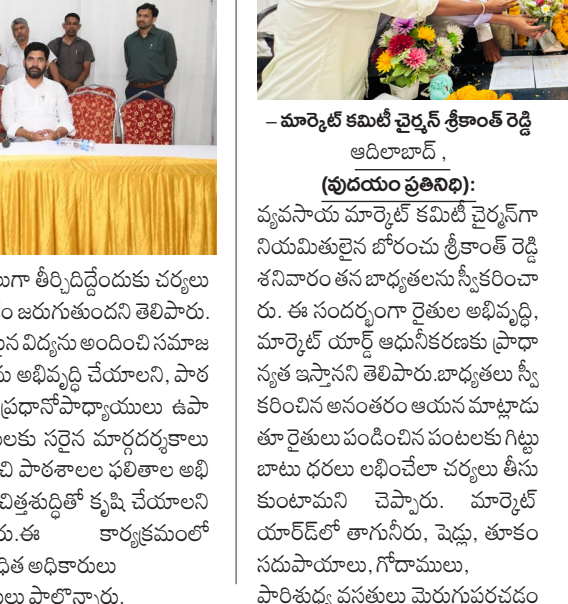 లుగా తీర్చిదిద్దేందుకు చర్యలు
ం జరుగుతుందని తెలిపారు.
న విద్యను అందించి సమాజ
అభివృద్ధి చేయాలని, పాఠ
ప్రధానోపాధ్యాయులు ఉపా
లకు సరైన మార్గదర్శకాలు
చి పాఠశాలల ఫలితాల అభి
చిత్తశుద్ధితో కృషి చేయాలని
రు.ఈ కార్యక్రమంలో
ధిత అధికారులు
లు పాల్గొన్నారు.
– మార్కెట్ కమిటీ చైర్మన్ శ్రీకాంత్ రెడ్డి
ఆదిలాబాద్ ,
(వుదయం ప్రతినిధి):
వ్యవసాయ మార్కెట్ కమిటీ చైర్మన్‌గా
నియమితులైన బోరంచు శ్రీకాంత్ రెడ్డి
శనివారం తన బాధ్యతలను స్వీకరించా
రు. ఈ సందర్భంగా రైతుల అభివృద్ధి,
మార్కెట్ యార్డ్ ఆధునీకరణకు ప్రాధా
న్యత ఇస్తానని తెలిపారు.బాధ్యతలు స్వీ
కరించిన అనంతరం ఆయన మాట్లాడు
తూ రైతులు పండించిన పంటలకు గిట్టు
బాటు ధరలు లభించేలా చర్యలు తీసు
కుంటామని చెప్పారు. మార్కెట్
యార్డ్‌లో తాగునీరు, షెడ్లు, తూకం
సదుపాయాలు, గోదాములు,
పారిశుధ్య వసతులు మెరుగుపరచడం